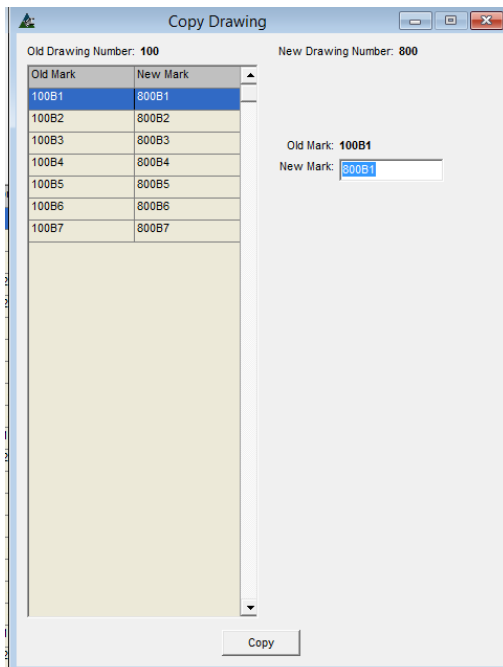 Copy Drawing
Old Drawing Number: 100
New Drawing Number: 800
Old Mark New Mark
100B1 800B1
100B2 800B2
100B3 800B3
100B4 800B4
100B5 800B5
100B6 800B6
100B7 800B7
Old Mark: 100B1
New Mark: 800B1
Copy